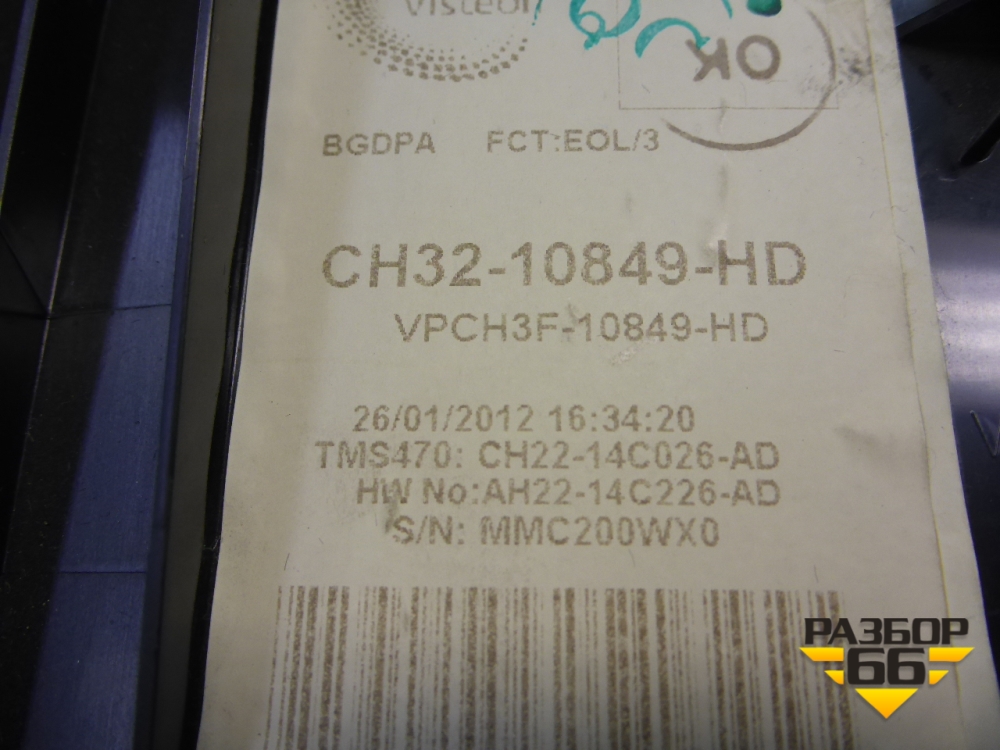 Visteon
OK
BGDPA FCT:EOL/3
CH32-10849-HD
VPCH3F-10849-HD
26/01/2012 16:34:20
TMS470: CH22-14C026-AD
HW No:AH22-14C226-AD
S/N: MMC200WX0
РАЗБОР
66